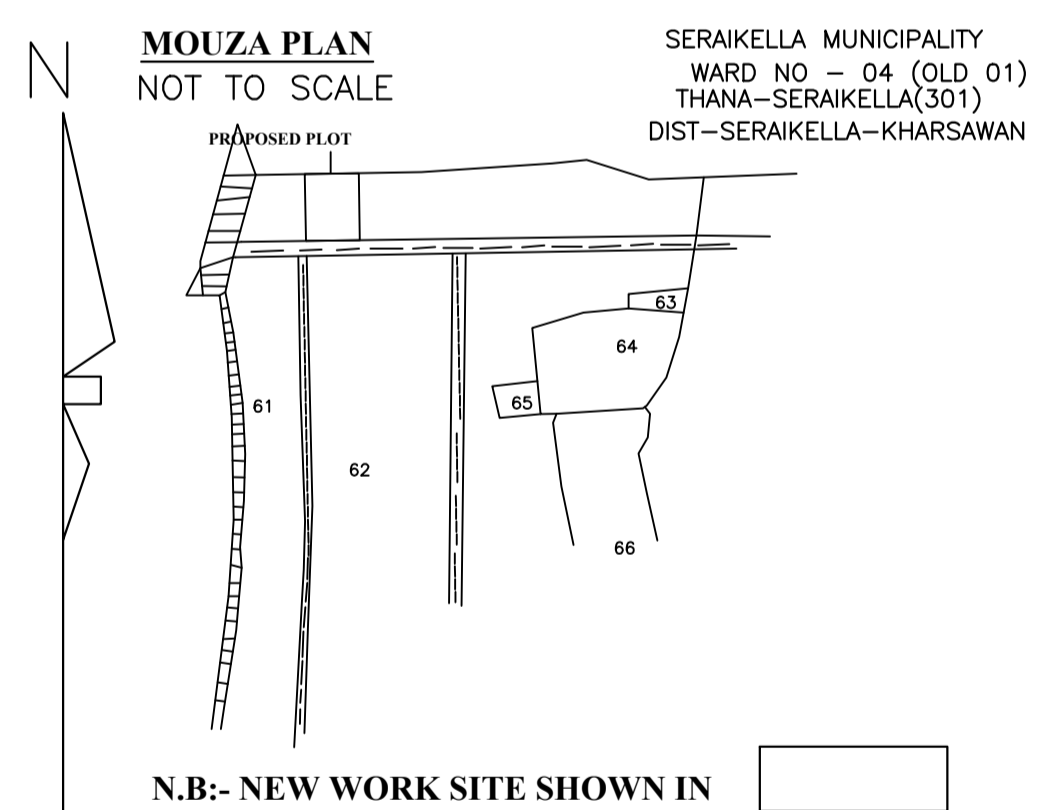 N
MOUZA PLAN
NOT TO SCALE
SERAIKELLA MUNICIPALITY
WARD NO – 04 (OLD 01)
THANA–SERAIKELLA(301)
DIST–SERAIKELLA–KHARSAWAN
PROPOSED PLOT
63
64
65
61
62
66
N.B:- NEW WORK SITE SHOWN IN